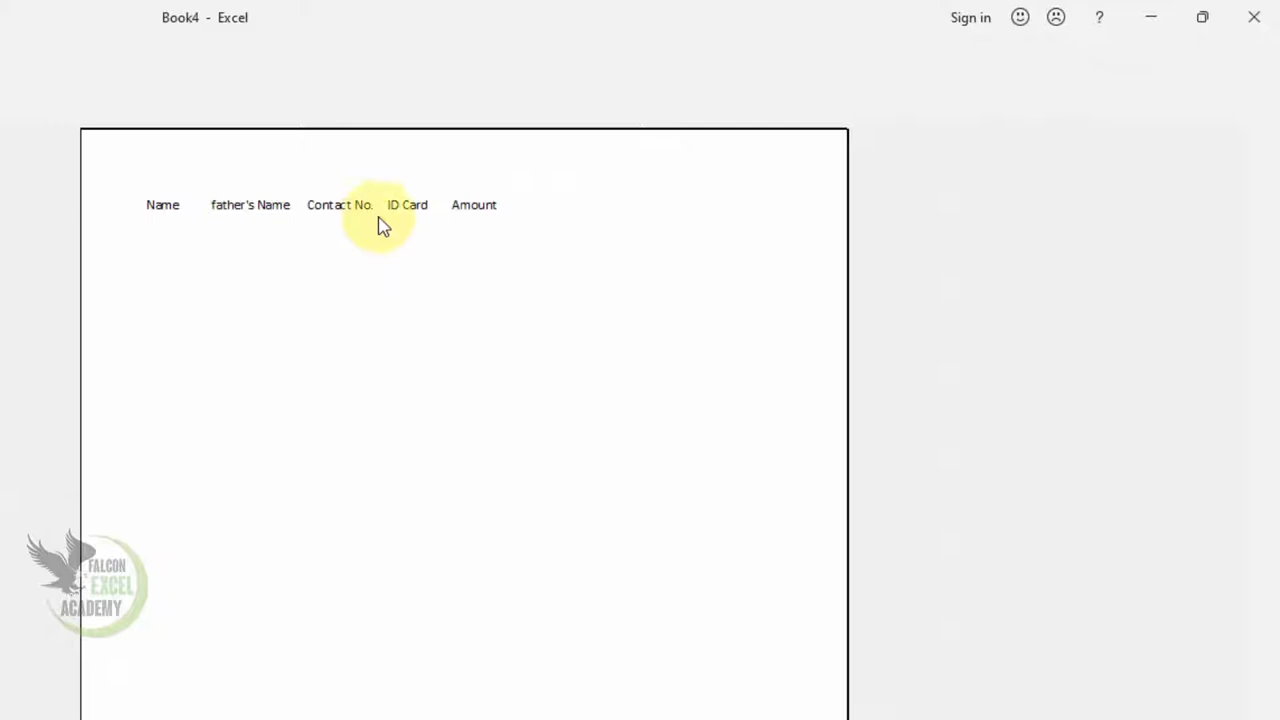 Book4 - Excel
Sign in
?
Name father's Name Contact No. ID Card Amount
FALCON
EXCEL
ACADEMY